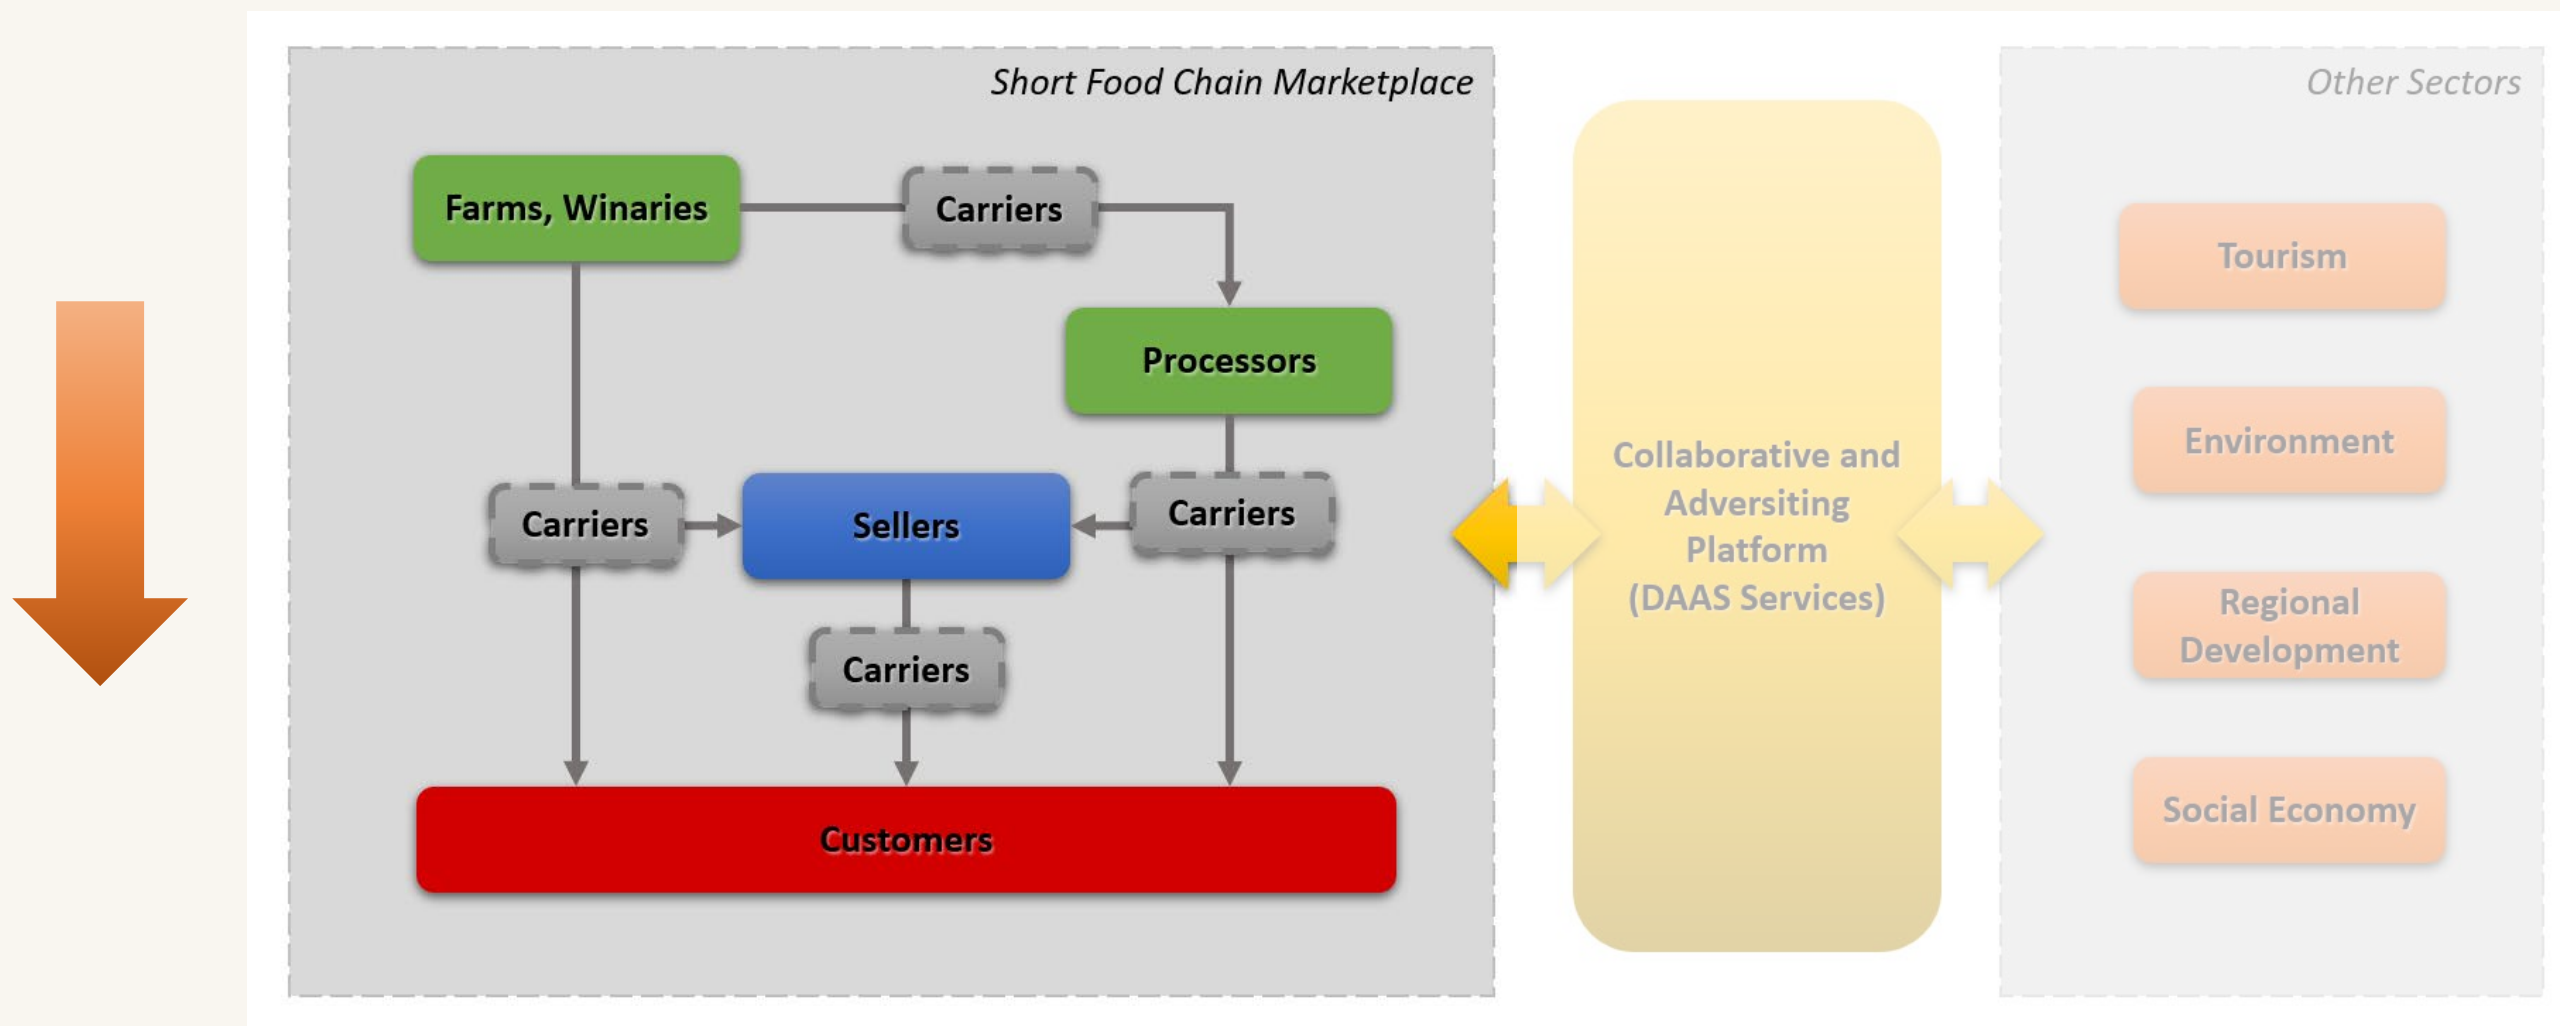 Short Food Chain Marketplace
Farms, Winaries
Carriers
Processors
Carriers
Sellers
Carriers
Carriers
Customers
Collaborative and
Adversiting
Platform
(DAAS Services)
Other Sectors
Tourism
Environment
Regional
Development
Social Economy